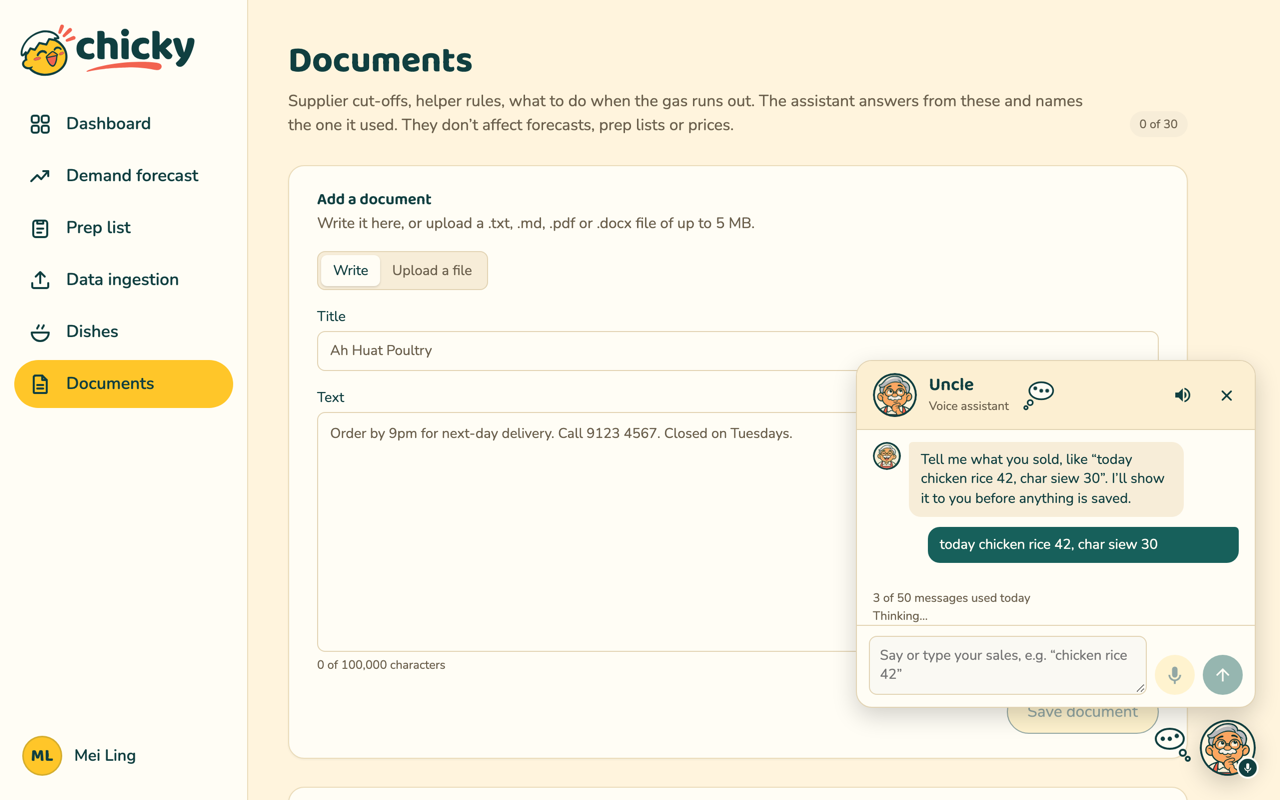 chicky
Dashboard
Demand forecast
Prep list
Data ingestion
Dishes
Documents
ML
Mei Ling
Documents
Supplier cut-offs, helper rules, what to do when the gas runs out. The assistant answers from these and names
the one it used. They don’t affect forecasts, prep lists or prices.
0 of 30
Add a document
Write it here, or upload a .txt, .md, .pdf or .docx file of up to 5 MB.
Write
Upload a file
Title
Ah Huat Poultry
Text
Order by 9pm for next-day delivery. Call 9123 4567. Closed on Tuesdays.
0 of 100,000 characters
Save document
Uncle
Voice assistant
Tell me what you sold, like “today
chicken rice 42, char siew 30”. I’ll show
it to you before anything is saved.
today chicken rice 42, char siew 30
3 of 50 messages used today
Thinking...
Say or type your sales, e.g. “chicken rice
42”